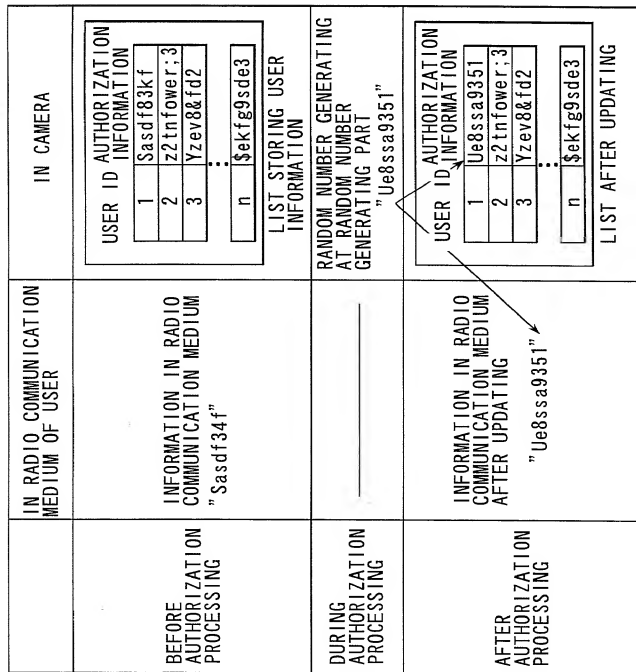 IN RADIO COMMUNICATION
MEDIUM OF USER
IN CAMERA
BEFORE
AUTHORIZATION
PROCESSING
INFORMATION IN RADIO
COMMUNICATION MEDIUM
"Sasdf34f"
USER ID AUTHORIZATION
INFORMATION
1 Sasdf83kf
2 z2tnfower;3
3 Yzev8&fd2
n $ekfg9sde3
LIST STORING USER
INFORMATION
DURING
AUTHORIZATION
PROCESSING
RANDOM NUMBER GENERATING
AT RANDOM NUMBER
GENERATING PART
"Ue8ssa9351"
AFTER
AUTHORIZATION
PROCESSING
INFORMATION IN RADIO
COMMUNICATION MEDIUM
AFTER UPDATING
"Ue8ssa9351"
USER ID AUTHORIZATION
INFORMATION
1 Ue8ssa9351
2 z2tnfower;3
3 Yzev8&fd2
n $ekfg9sde3
LIST AFTER UPDATING